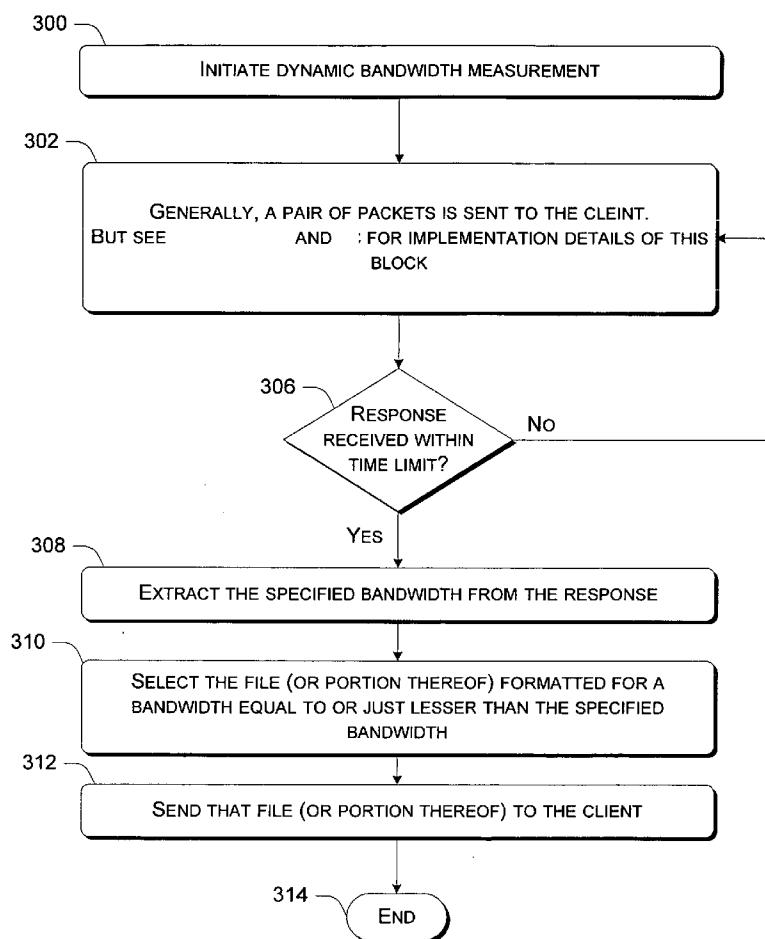 300
INITIATE DYNAMIC BANDWIDTH MEASUREMENT
302
GENERALLY, A PAIR OF PACKETS IS SENT TO THE CLEINT.
BUT SEE AND : FOR IMPLEMENTATION DETAILS OF THIS
BLOCK
306
RESPONSE
RECEIVED WITHIN
TIME LIMIT?
NO
YES
308
EXTRACT THE SPECIFIED BANDWIDTH FROM THE RESPONSE
310
SELECT THE FILE (OR PORTION THEREOF) FORMATTED FOR A
BANDWIDTH EQUAL TO OR JUST LESSER THAN THE SPECIFIED
BANDWIDTH
312
SEND THAT FILE (OR PORTION THEREOF) TO THE CLIENT
314
END